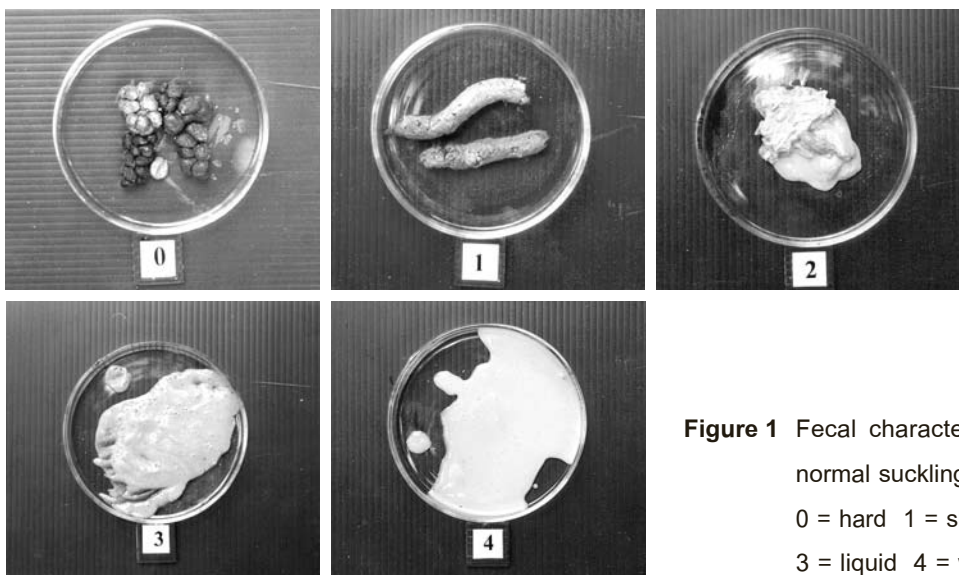 0
1
2
3
4
Figure 1 Fecal
normal suckling
0 = hard 1 =
3 = liquid 4 =